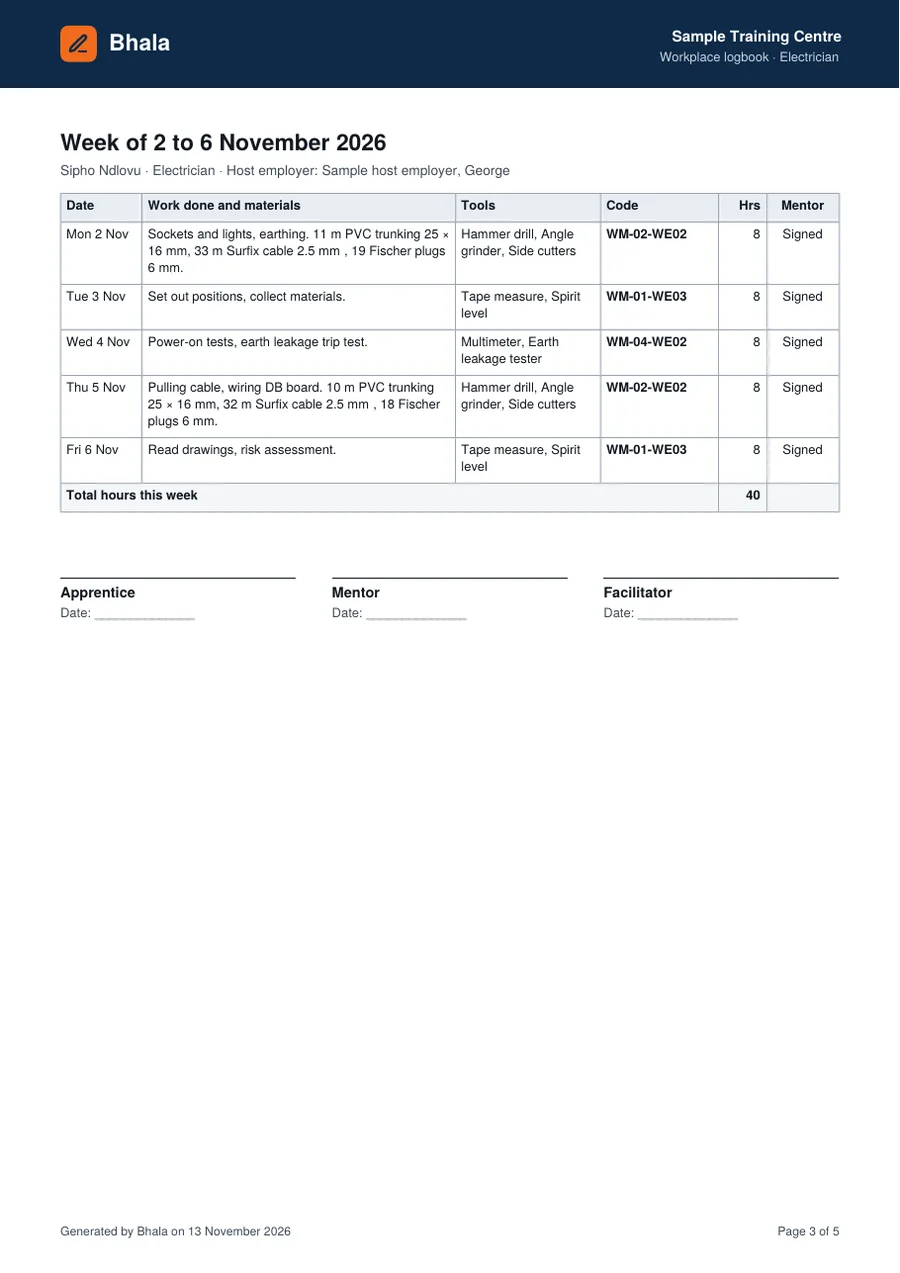 Bhala
Sample Training Centre
Workplace logbook · Electrician
Week of 2 to 6 November 2026
Sipho Ndlovu · Electrician · Host employer: Sample host employer, George
Date Work done and materials Tools Code Hrs Mentor
Mon 2 Nov Sockets and lights, earthing. 11 m PVC trunking 25 × Hammer drill, Angle WM-02-WE02 8 Signed
16 mm, 33 m Surfix cable 2.5 mm , 19 Fischer plugs grinder, Side cutters
6 mm.
Tue 3 Nov Set out positions, collect materials. Tape measure, Spirit WM-01-WE03 8 Signed
level
Wed 4 Nov Power-on tests, earth leakage trip test. Multimeter, Earth WM-04-WE02 8 Signed
leakage tester
Thu 5 Nov Pulling cable, wiring DB board. 10 m PVC trunking Hammer drill, Angle WM-02-WE02 8 Signed
25 × 16 mm, 32 m Surfix cable 2.5 mm , 18 Fischer grinder, Side cutters
plugs 6 mm.
Fri 6 Nov Read drawings, risk assessment. Tape measure, Spirit WM-01-WE03 8 Signed
level
Total hours this week 40
Apprentice Mentor Facilitator
Date: ______________ Date: ______________ Date: ______________
Generated by Bhala on 13 November 2026 Page 3 of 5